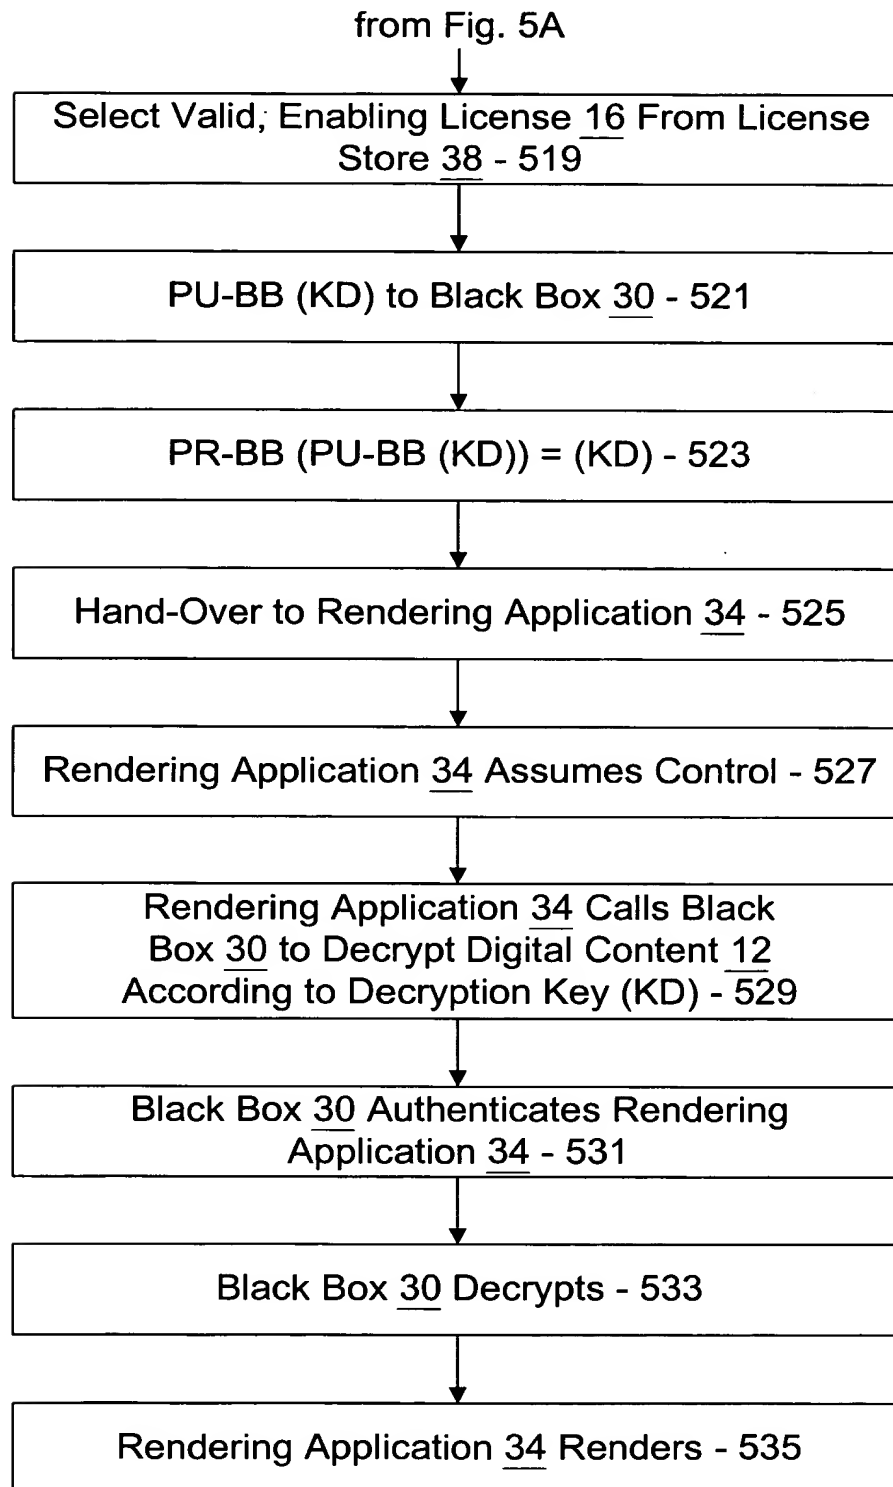 from Fig. 5A
Select Valid, Enabling License 16 From License
Store 38 - 519
PU-BB (KD) to Black Box 30 - 521
PR-BB (PU-BB (KD)) = (KD) - 523
Hand-Over to Rendering Application 34 - 525
Rendering Application 34 Assumes Control - 527
Rendering Application 34 Calls Black
Box 30 to Decrypt Digital Content 12
According to Decryption Key (KD) - 529
Black Box 30 Authenticates Rendering
Application 34 - 531
Black Box 30 Decrypts - 533
Rendering Application 34 Renders - 535